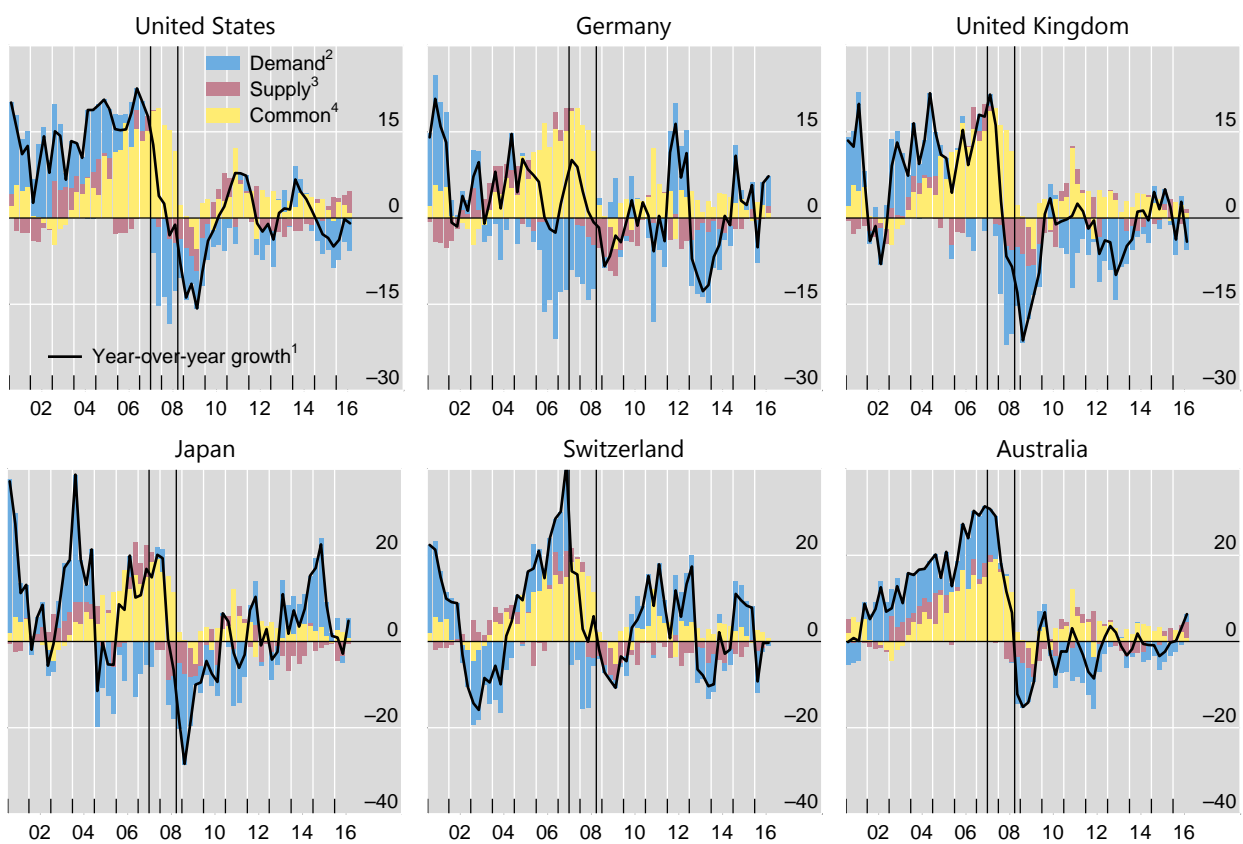 United States Germany United Kingdom
Demand2
Supply3
Common4
15 15 15
0 0 0
–15 –15 –15
Year-over-year growth1
–30 –30 –30
02 04 06 08 10 12 14 16 02 04 06 08 10 12 14 16 02 04 06 08 10 12 14 16
Japan Switzerland Australia
20 20 20
0 0 0
–20 –20 –20
–40 –40 –40
02 04 06 08 10 12 14 16 02 04 06 08 10 12 14 16 02 04 06 08 10 12 14 16